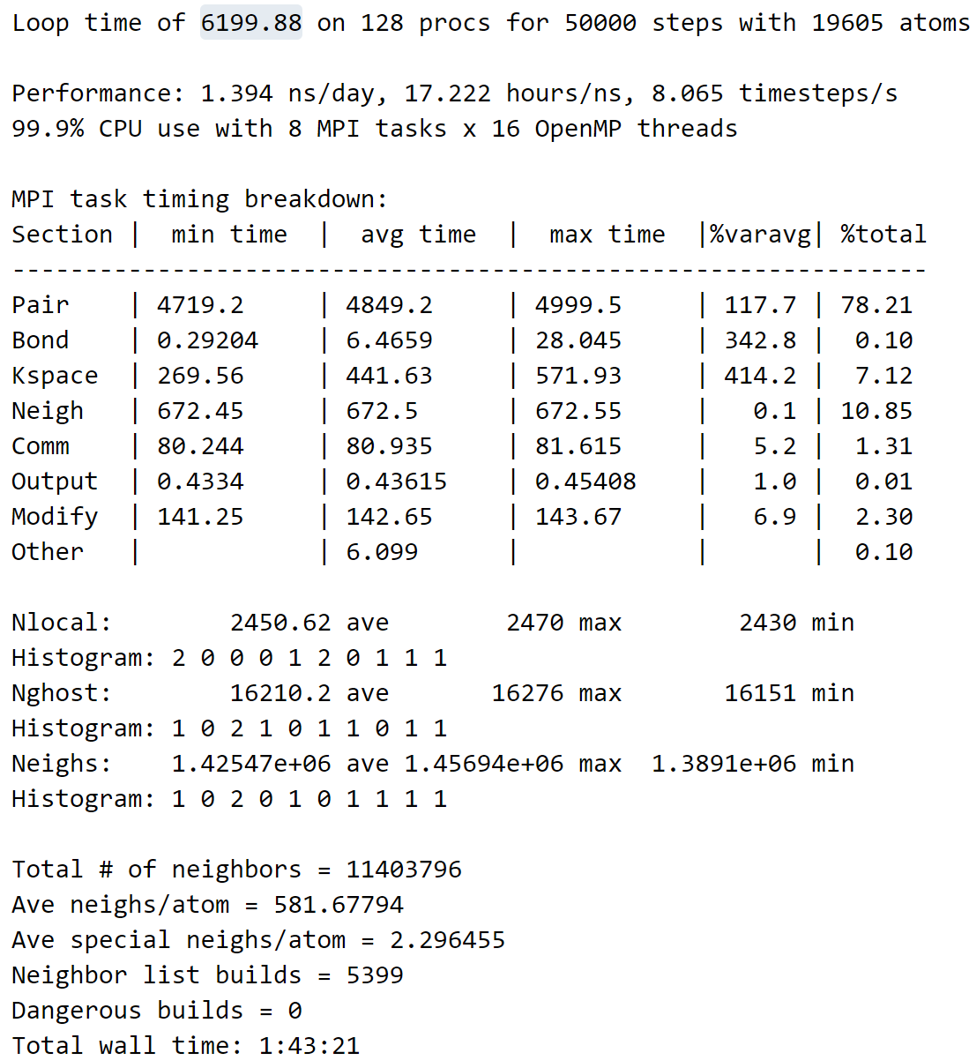 Loop time of 6199.88 on 128 procs for 50000 steps with 19605 atoms
Performance: 1.394 ns/day, 17.222 hours/ns, 8.065 timesteps/s
99.9% CPU use with 8 MPI tasks x 16 OpenMP threads
MPI task timing breakdown:
Section |  min time  |  avg time  |  max time  |%varavg| %total
---------------------------------------------------------------
Pair    | 4719.2     | 4849.2     | 4999.5     | 117.7 | 78.21
Bond    | 0.29204    | 6.4659     | 28.045     | 342.8 |  0.10
Kspace  | 269.56     | 441.63     | 571.93     | 414.2 |  7.12
Neigh   | 672.45     | 672.5      | 672.55     |   0.1 | 10.85
Comm    | 80.244     | 80.935     | 81.615     |   5.2 |  1.31
Output  | 0.4334     | 0.43615    | 0.45408    |   1.0 |  0.01
Modify  | 141.25     | 142.65     | 143.67     |   6.9 |  2.30
Other   |            | 6.099      |            |       |  0.10
Nlocal:        2450.62 ave        2470 max        2430 min
Histogram: 2 0 0 0 1 2 0 1 1 1
Nghost:        16210.2 ave       16276 max       16151 min
Histogram: 1 0 2 1 0 1 1 0 1 1
Neighs:    1.42547e+06 ave 1.45694e+06 max  1.3891e+06 min
Histogram: 1 0 2 0 1 0 1 1 1 1
Total # of neighbors = 11403796
Ave neighs/atom = 581.67794
Ave special neighs/atom = 2.296455
Neighbor list builds = 5399
Dangerous builds = 0
Total wall time: 1:43:21